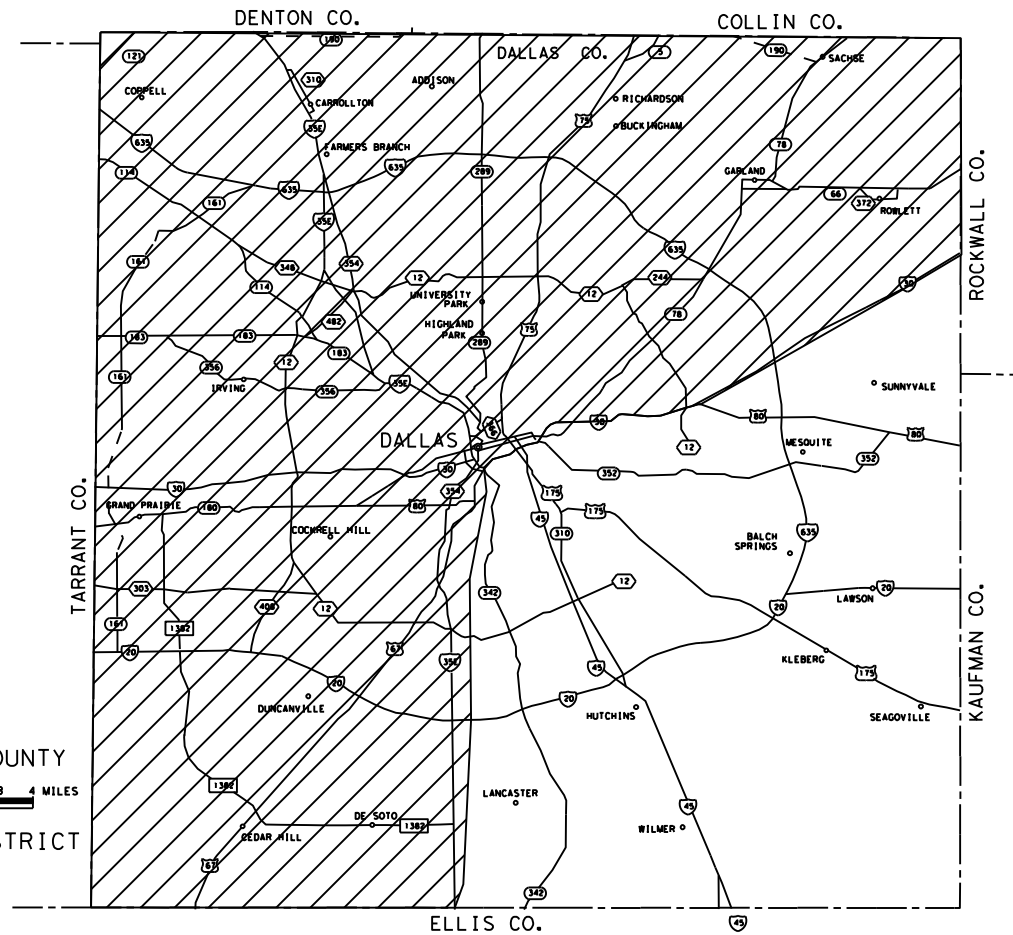 DENTON CO.
COLLIN CO.
190
DALLAS CO.
5
190
SACHSE
121
310
ADDISON
COPPELL
CARROLLTON
RICHARDSON
35E
75
BUCKINGHAM
635
FARMERS BRANCH
78
635
289
GARLAND
114
635
66
372
ROWLETT
161
35E
ROCKWALL CO.
635
161
348
354
12
244
114
12
30
UNIVERSITY
PARK
482
HIGHLAND
PARK
75
78
183
183
289
183
12
356
161
IRVING
356
35E
SUNNYVALE
80
30
80
DALLAS
12
MESQUITE
352
30
352
30
354
175
GRAND PRAIRIE
180
80
175
45
310
COCKRELL HILL
635
BALCH
SPRINGS
TARRANT CO.
303
342
12
20
LAWSON
408
12
20
161
1382
67
20
35E
45
KLEBERG
175
20
20
DUNCANVILLE
HUTCHINS
SEAGOVILLE
KAUFMAN CO.
OUNTY
1382
4 MILES
LANCASTER
45
DE SOTO
1382
WILMER
STRICT
CEDAR HILL
67
342
ELLIS CO.
45